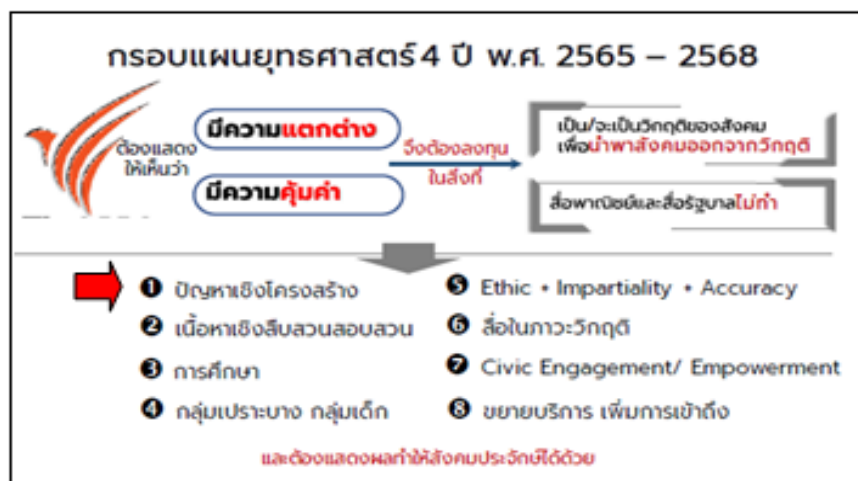 กรอบแผนยุทธศาสตร์ 4 ปี พ.ศ. 2565 – 2568
ต้องแสดง
ให้เห็นว่า
มีความแตกต่าง
มีความคุ้มค่า
จึงต้องลงทุน
ในสิ่งที่
เป็น/จะเป็นวิกฤติของสังคม
เพื่อนำพาสังคมออกจากวิกฤติ
สื่อพาณิชย์และสื่อรัฐบาลไม่ทำ
❶ ปัญหาเชิงโครงสร้าง
❷ เนื้อหาเชิงสืบสวนสอบสวน
❸ การศึกษา
❹ กลุ่มเปราะบาง กลุ่มเด็ก
❺ Ethic • Impartiality • Accuracy
❻ สื่อในภาวะวิกฤติ
❼ Civic Engagement/ Empowerment
❽ ขยายบริการ เพิ่มการเข้าถึง
และต้องแสดงผลทำให้สังคมประจักษ์ได้ด้วย